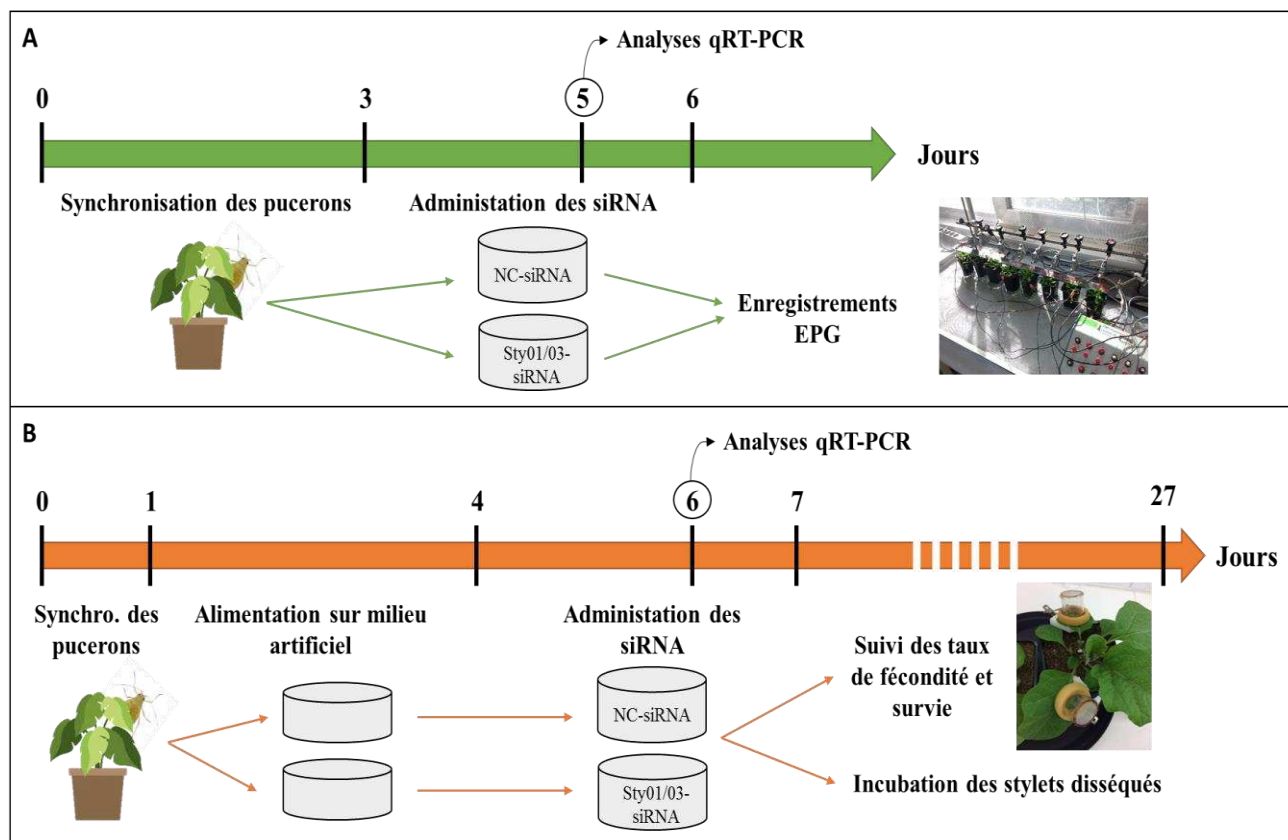 A
Analyses qRT-PCR
0
3
5
6
Jours
Synchronisation des pucerons
Administation des siRNA
NC-siRNA
Sty01/03-
siRNA
Enregistrements
EPG
B
Analyses qRT-PCR
0
1
4
6
7
27
Jours
Synchro. des
pucerons
Alimentation sur milieu
artificiel
Administation des
siRNA
NC-siRNA
Sty01/03-
siRNA
Suivi des taux
de fécondité et
survie
Incubation des stylets disséqués